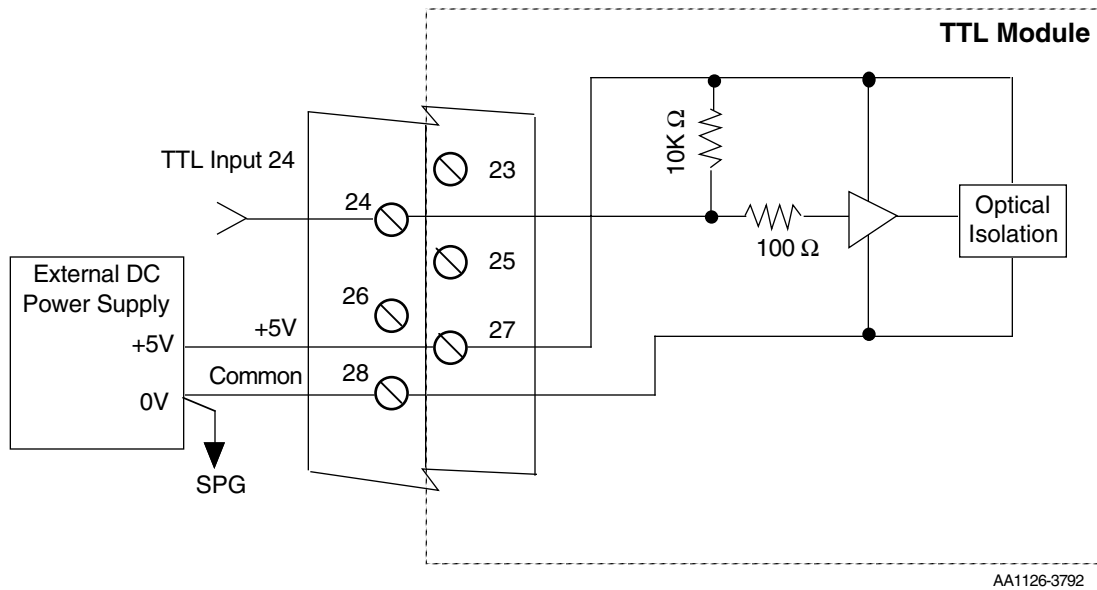 TTL Module
TTL Input 24
10K Ω
23
24
100 Ω
Optical
Isolation
25
External DC
Power Supply
26
+5V
+5V
27
Common
28
0V
SPG
AA1126-3792